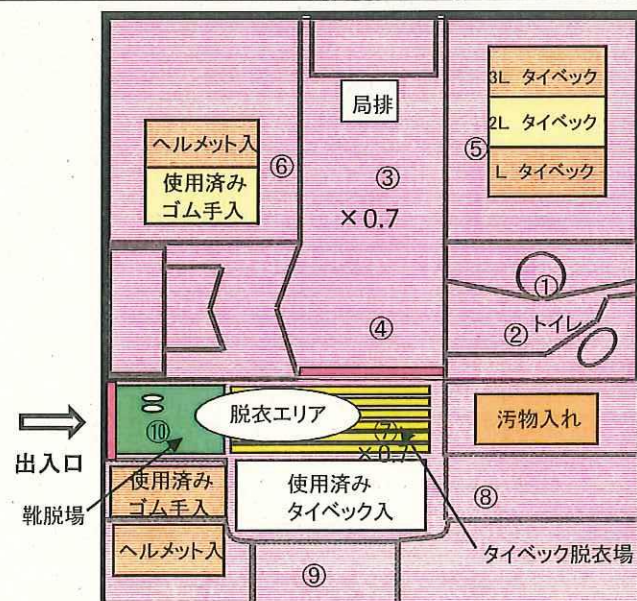 局排
3L タイベック
2L タイベック
L タイベック
⑤
ヘルメット入
使用済み
ゴム手入
⑥
③
×0.7
①
②
トイレ
④
出入口
⑩
脱衣エリア
(7)
×0.7
汚物入れ
靴脱場
使用済み
ゴム手入
使用済み
タイベック入
⑧
ヘルメット入
タイベック脱衣場
⑨